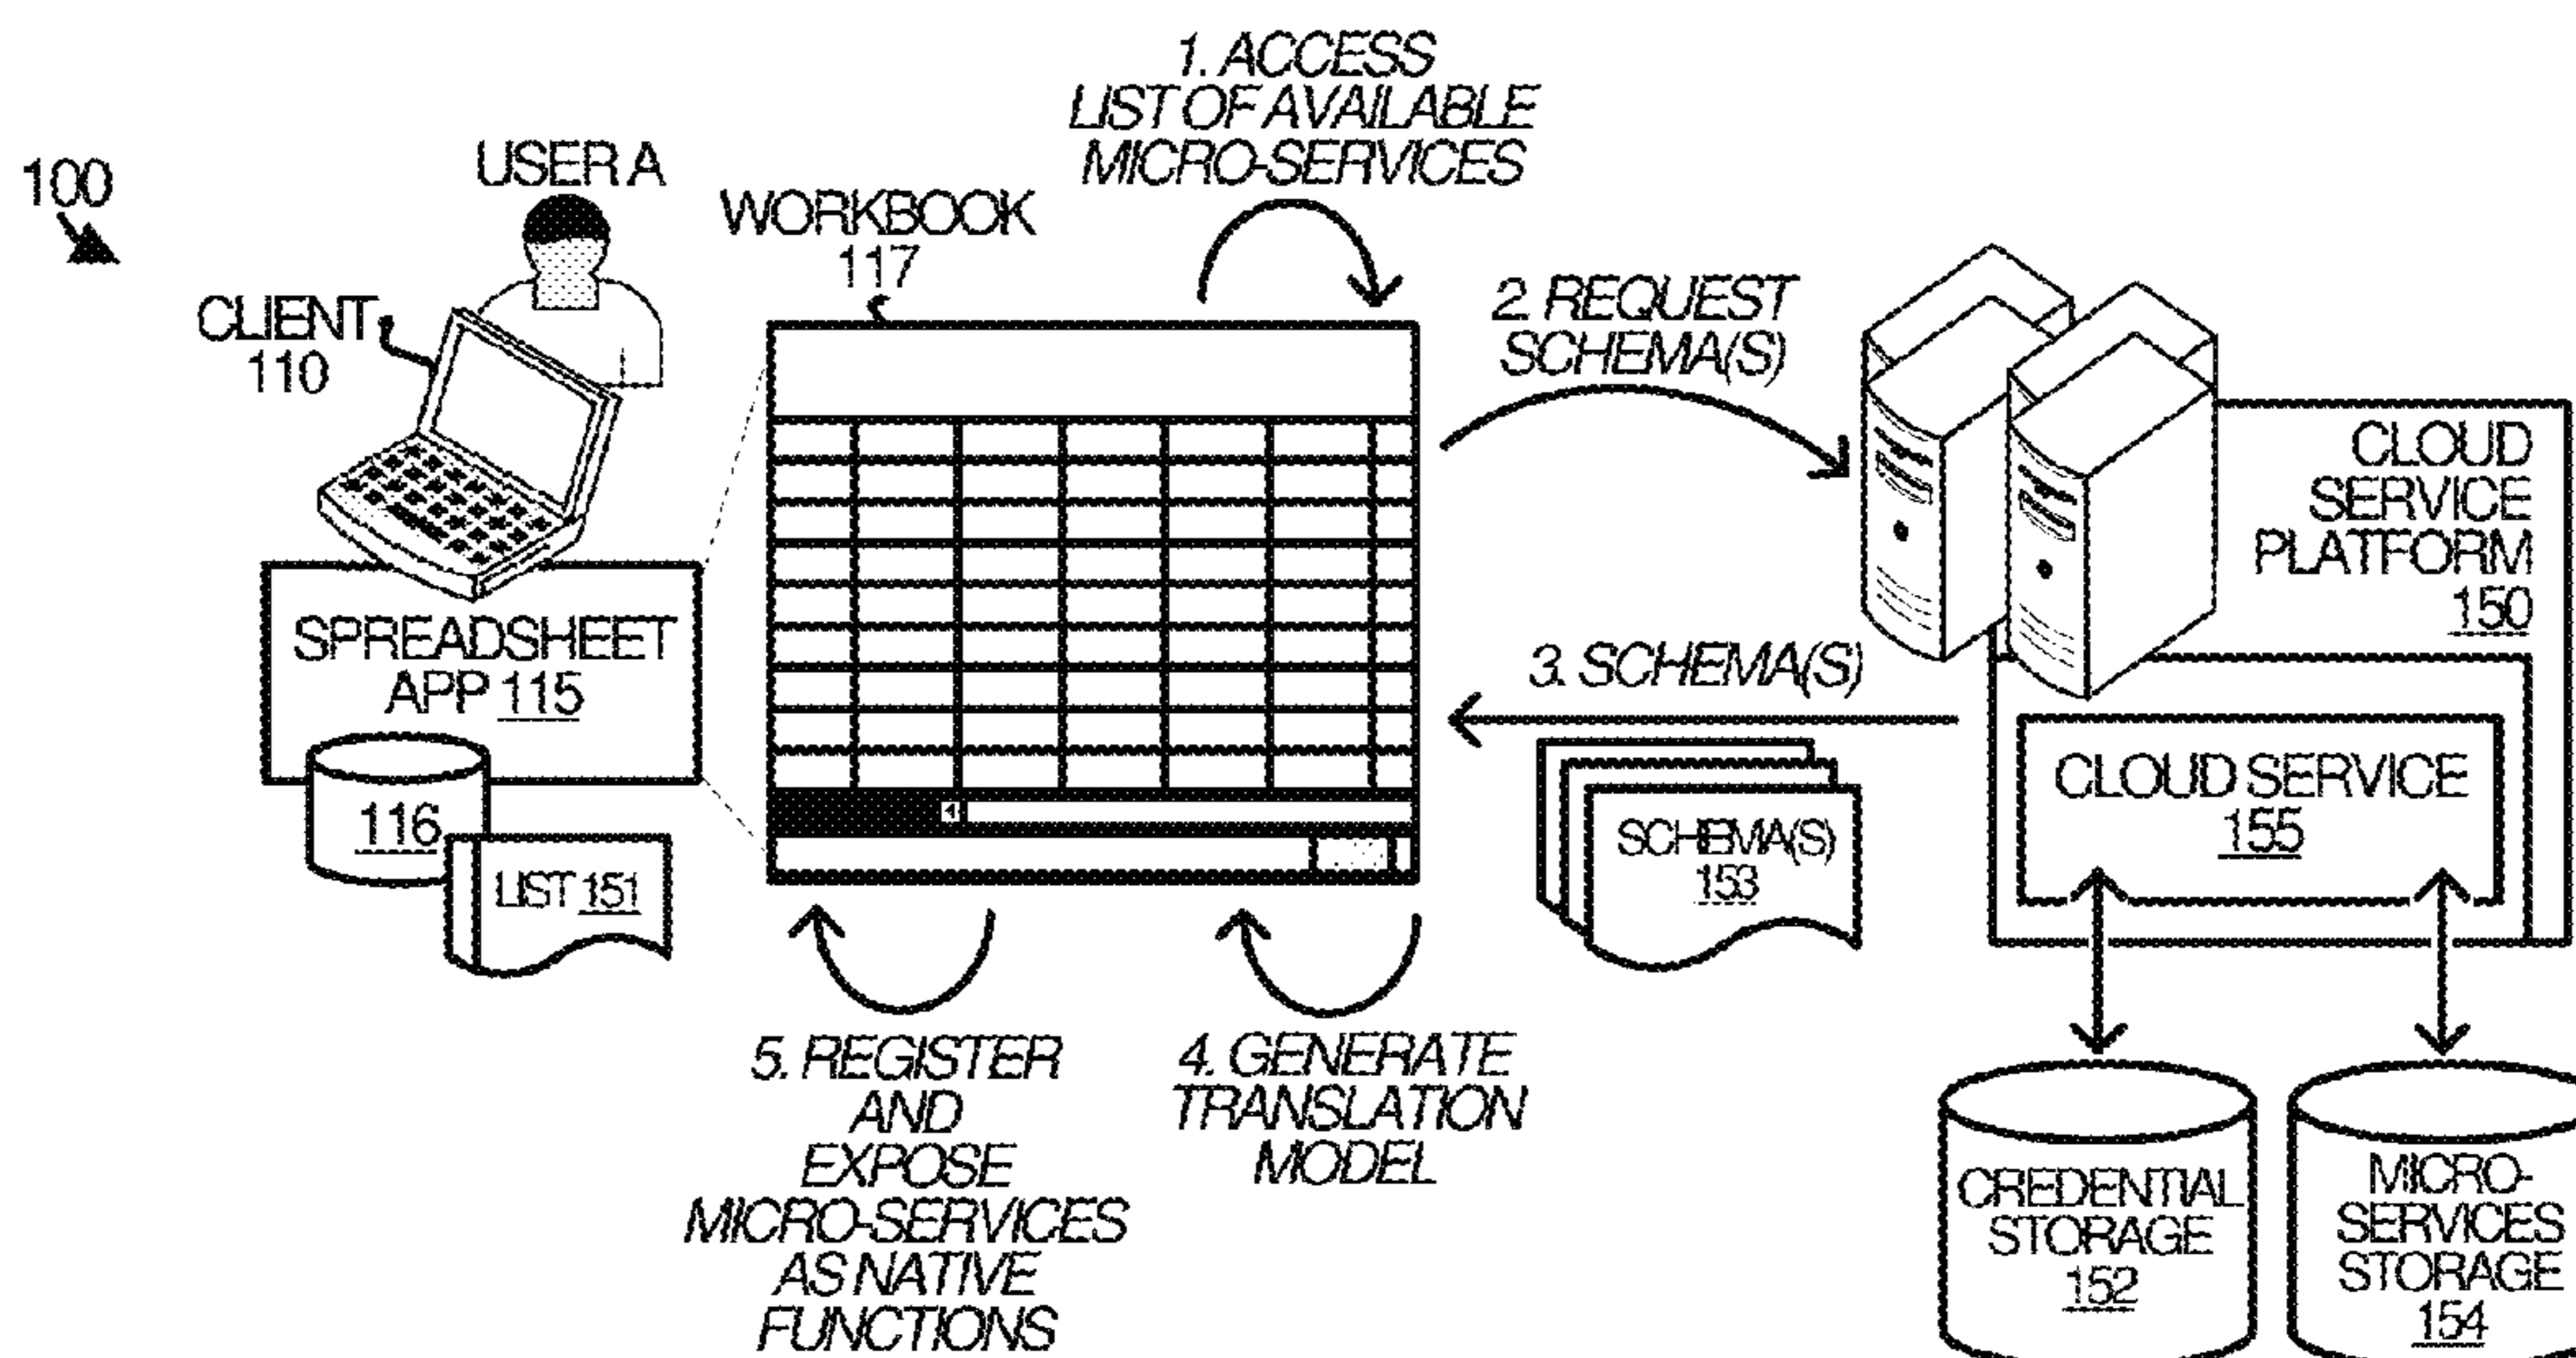 100
USER A
CLIENT
110
WORKBOOK
117
1. ACCESS
LIST OF AVAILABLE
MICRO-SERVICES
2. REQUEST
SCHEMA(S)
SPREADSHEET
APP 115
116
LIST 151
3. SCHEMA(S)
SCHEMA(S)
153
CLOUD
SERVICE
PLATFORM
150
CLOUD SERVICE
155
5. REGISTER
AND
EXPOSE
MICRO-SERVICES
AS NATIVE
FUNCTIONS
4. GENERATE
TRANSLATION
MODEL
CREDENTIAL
STORAGE
152
MICRO-
SERVICES
STORAGE
154